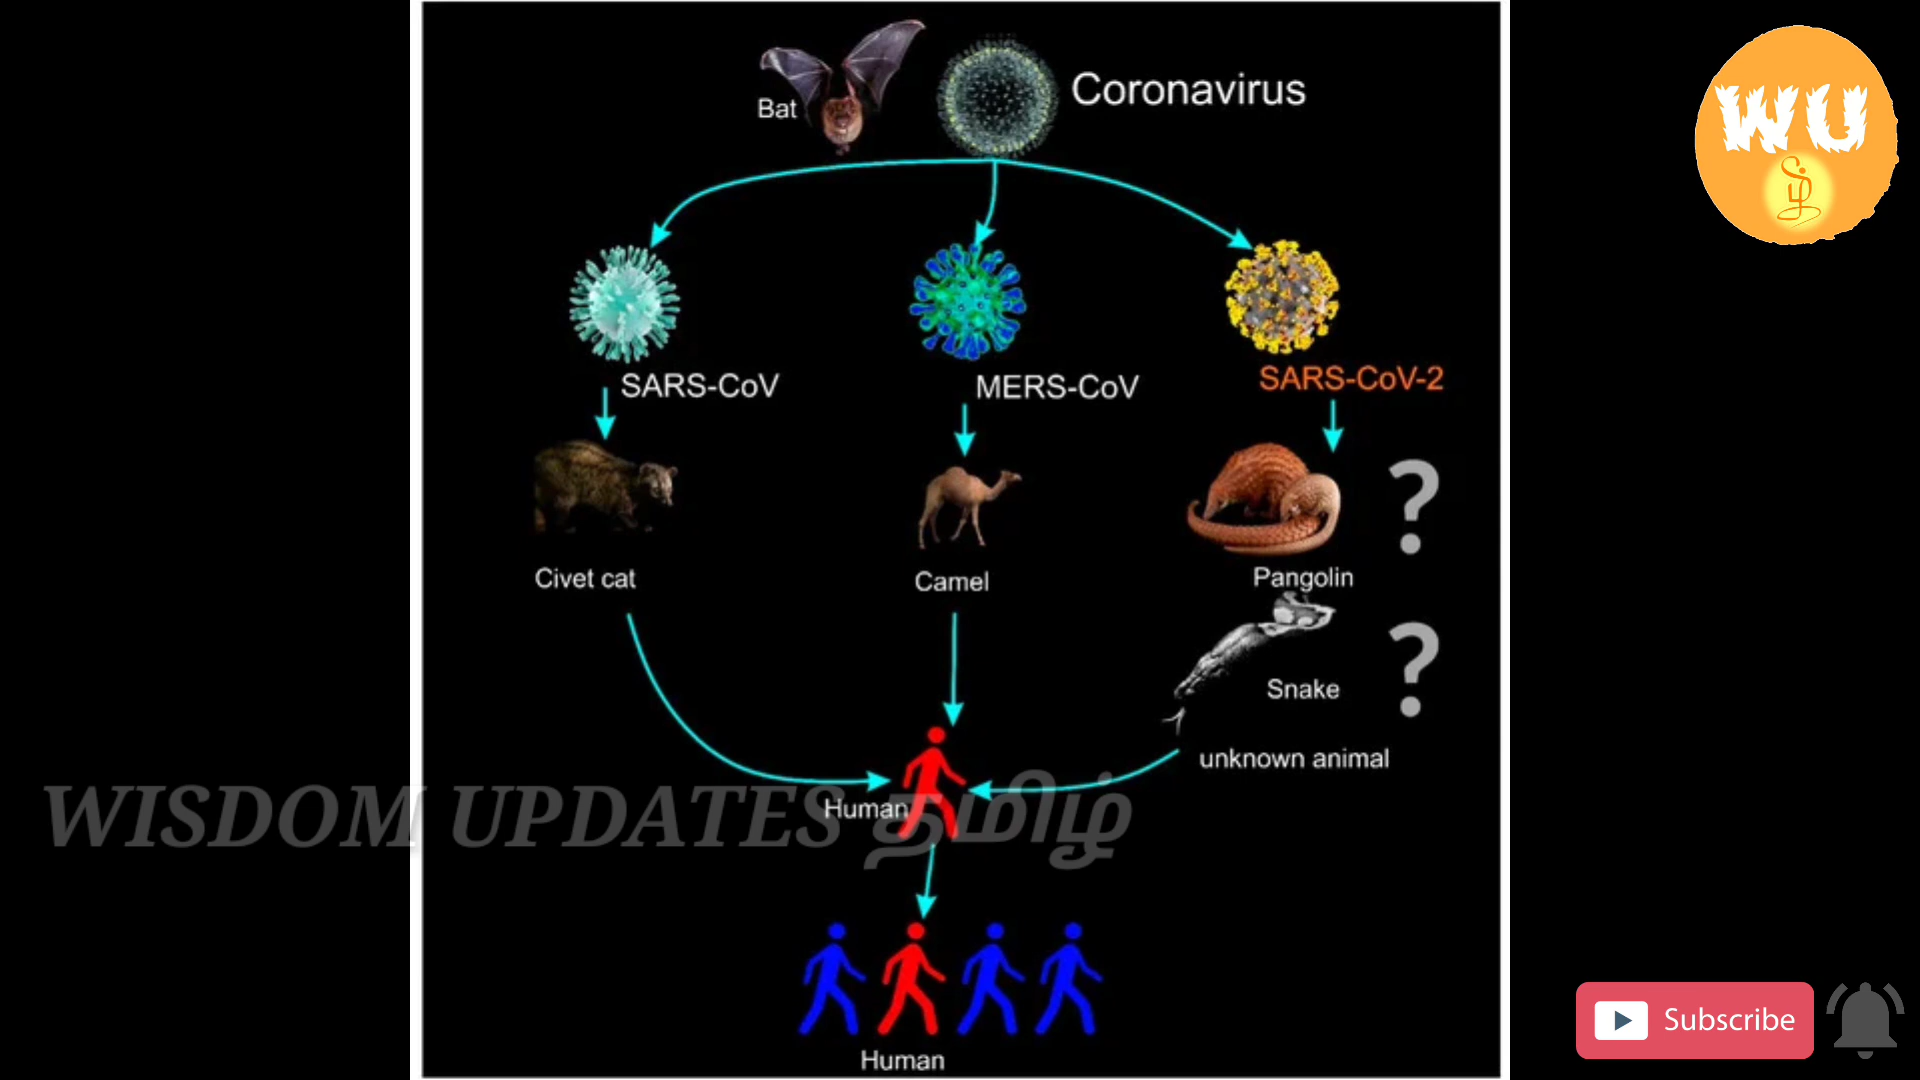 Bat
Coronavirus
WU
தமிழ்
SARS-CoV
MERS-CoV
SARS-CoV-2
?
Civet cat
Camel
Pangolin
?
Snake
unknown animal
Human
WISDOM UPDATES தமிழ்
Human
Subscribe